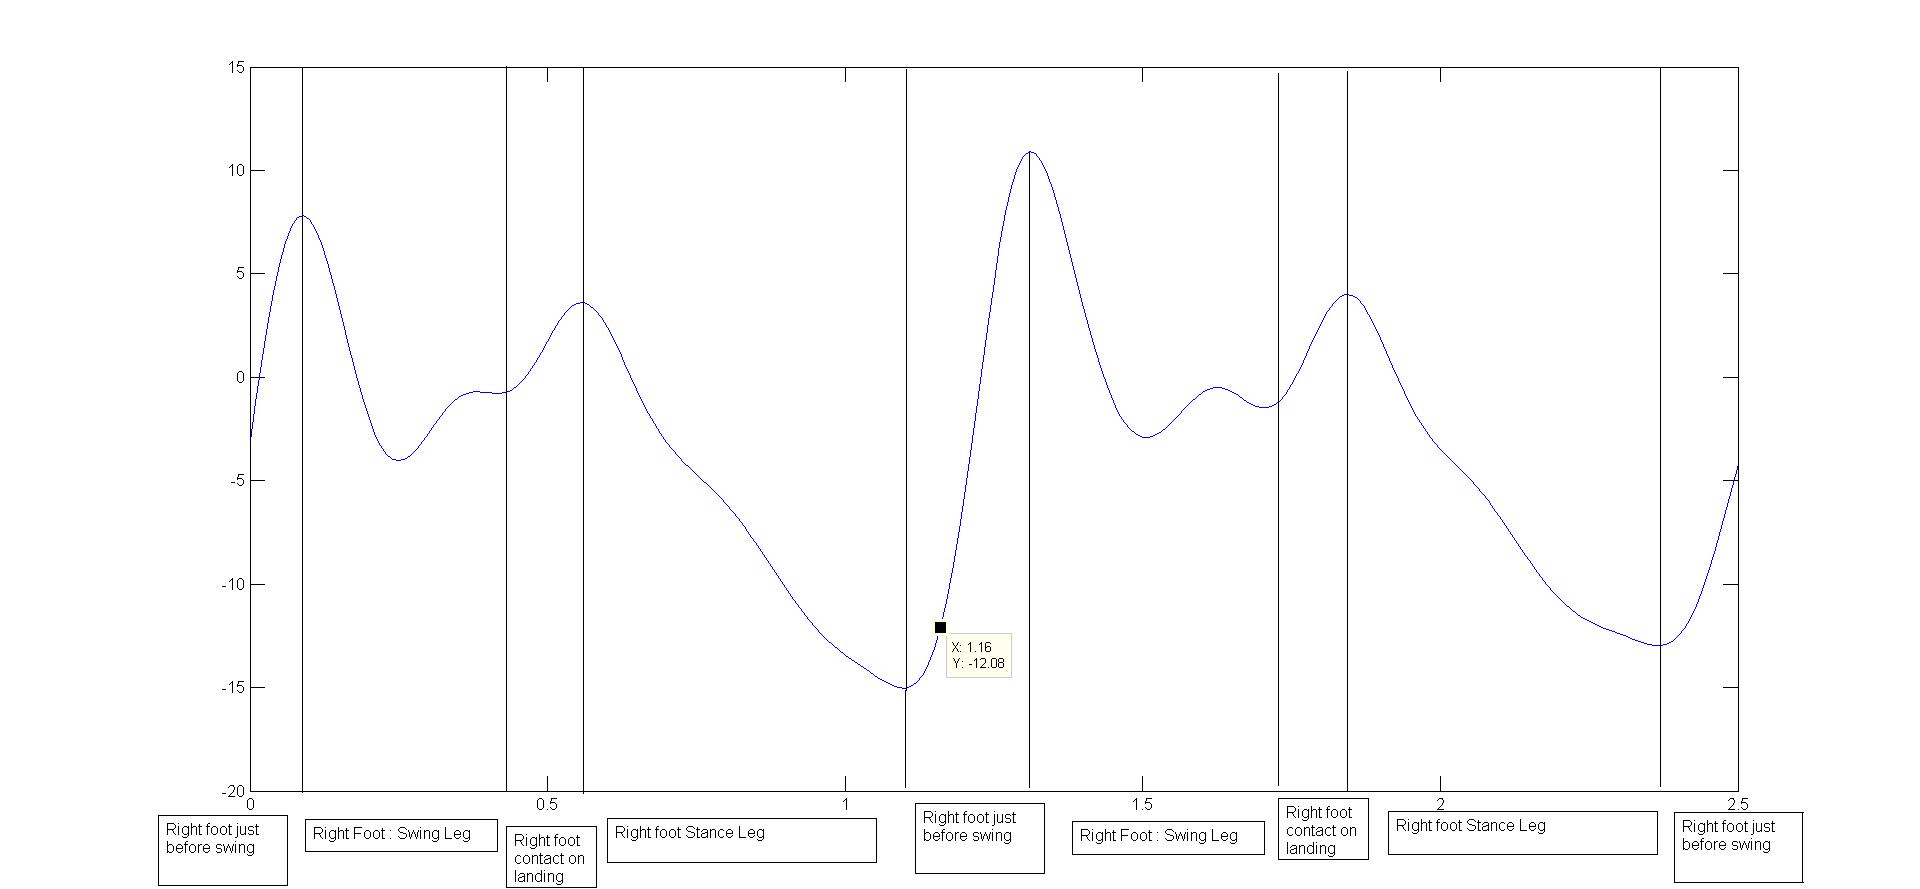 15
10
5
0
-5
-10
-15
-20
X: 1.16
Y: -12.08
0
0.5
1
1.5
2
2.5
Right foot just
before swing
Right Foot : Swing Leg
Right foot
contact on
landing
Right foot Stance Leg
Right foot just
before swing
Right Foot : Swing Leg
Right foot
contact on
landing
Right foot Stance Leg
Right foot just
before swing